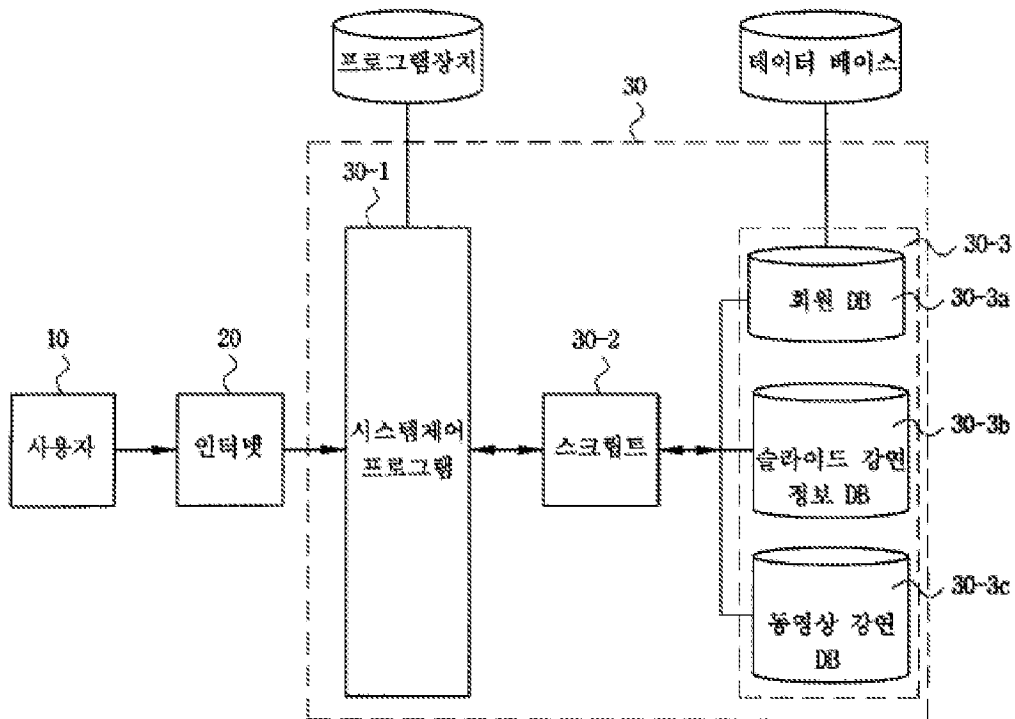 프로그램장치
데이터 베이스
30
30-1
30-3
회원 DB
30-3a
10
20
30-2
사용자
인터넷
시스템제어
프로그램
스크립트
30-3b
슬라이드 강연
정보 DB
30-3c
동영상 강연
DB